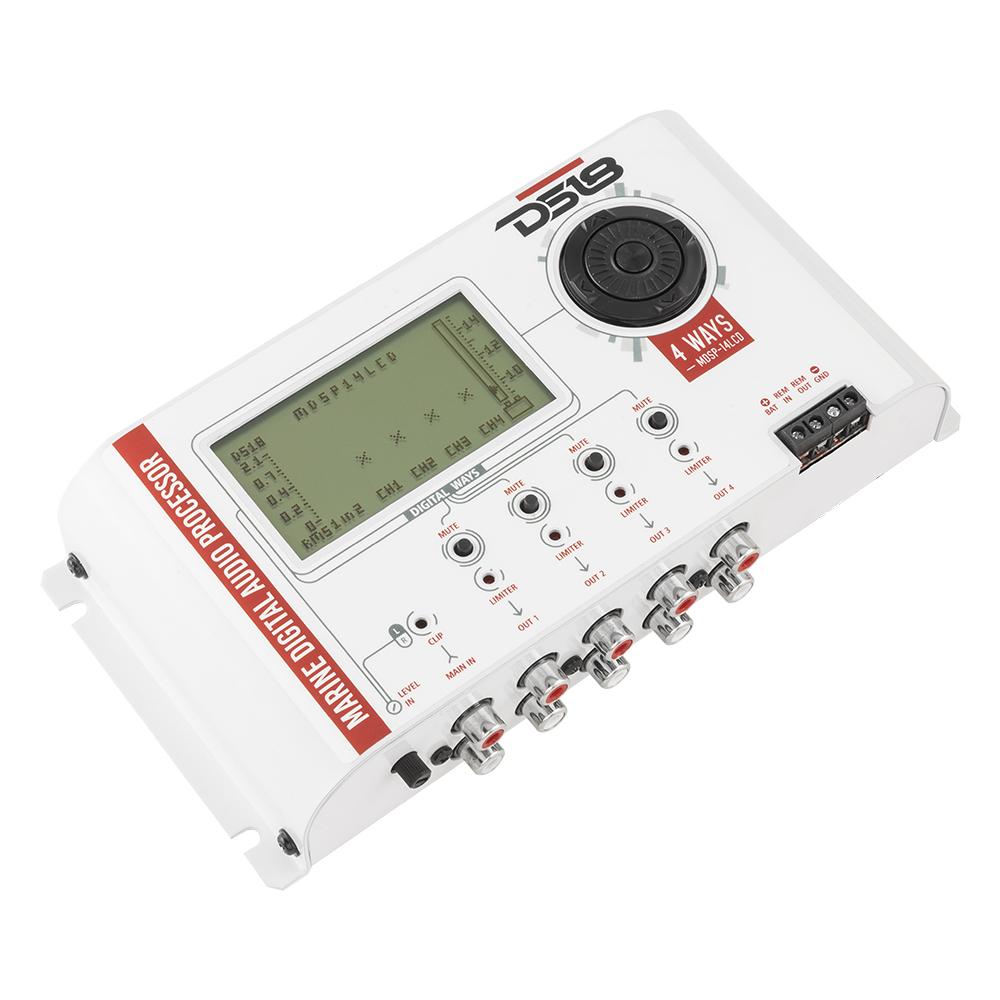 DS18
4 WAYS
MDSP-14LCD
BAT REM IN REM OUT GND
MDSP14LCD
14
12
10
DS18
2.1
0.7
0.4
0.2
0
CH1 CH2 CH3 CH4
DIGITAL WAYS
MUTE
LIMITER
OUT 4
MUTE
LIMITER
OUT 3
MUTE
LIMITER
OUT 2
MUTE
LIMITER
OUT 1
L
R
CLIP
MAIN IN
LEVEL
IN
MARINE DIGITAL AUDIO PROCESSOR